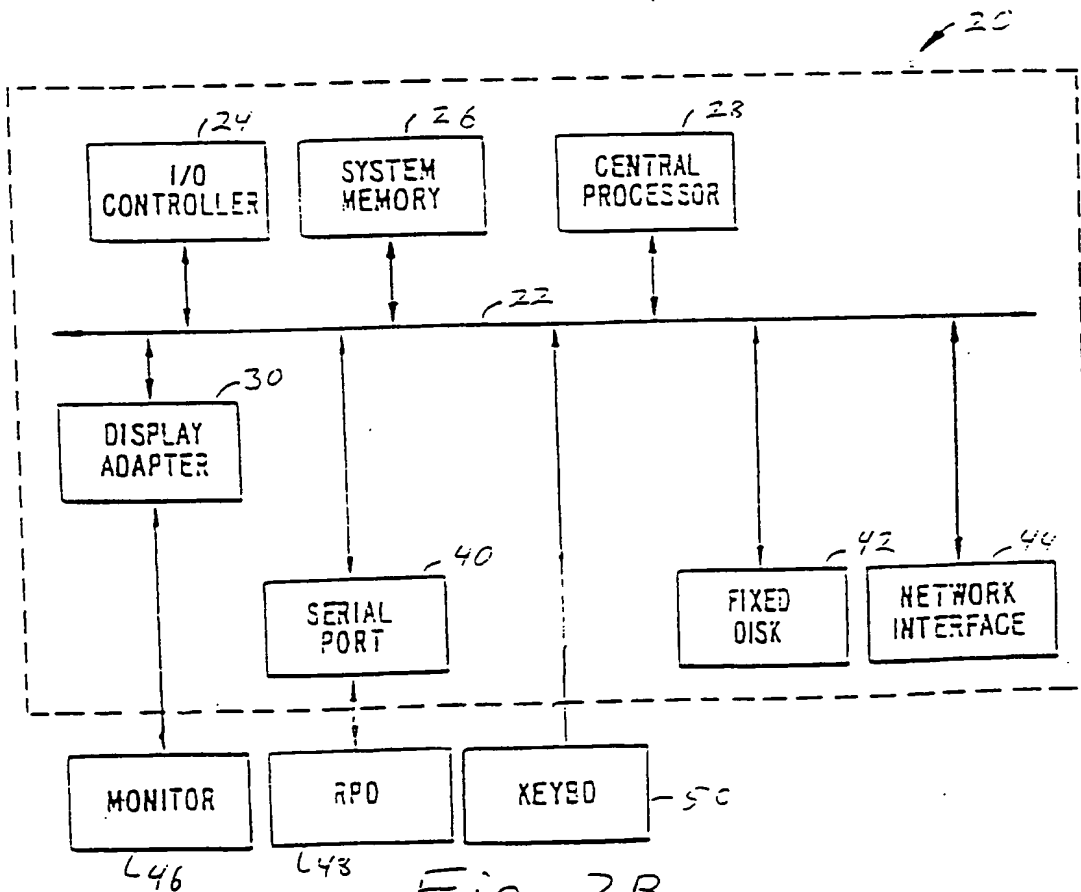 20
24
26
28
I/O
CONTROLLER
SYSTEM
MEMORY
CENTRAL
PROCESSOR
22
30
DISPLAY
ADAPTER
40
42
44
SERIAL
PORT
FIXED
DISK
NETWORK
INTERFACE
MONITOR
RPD
KEYBD
50
46
48
Fig. 2B